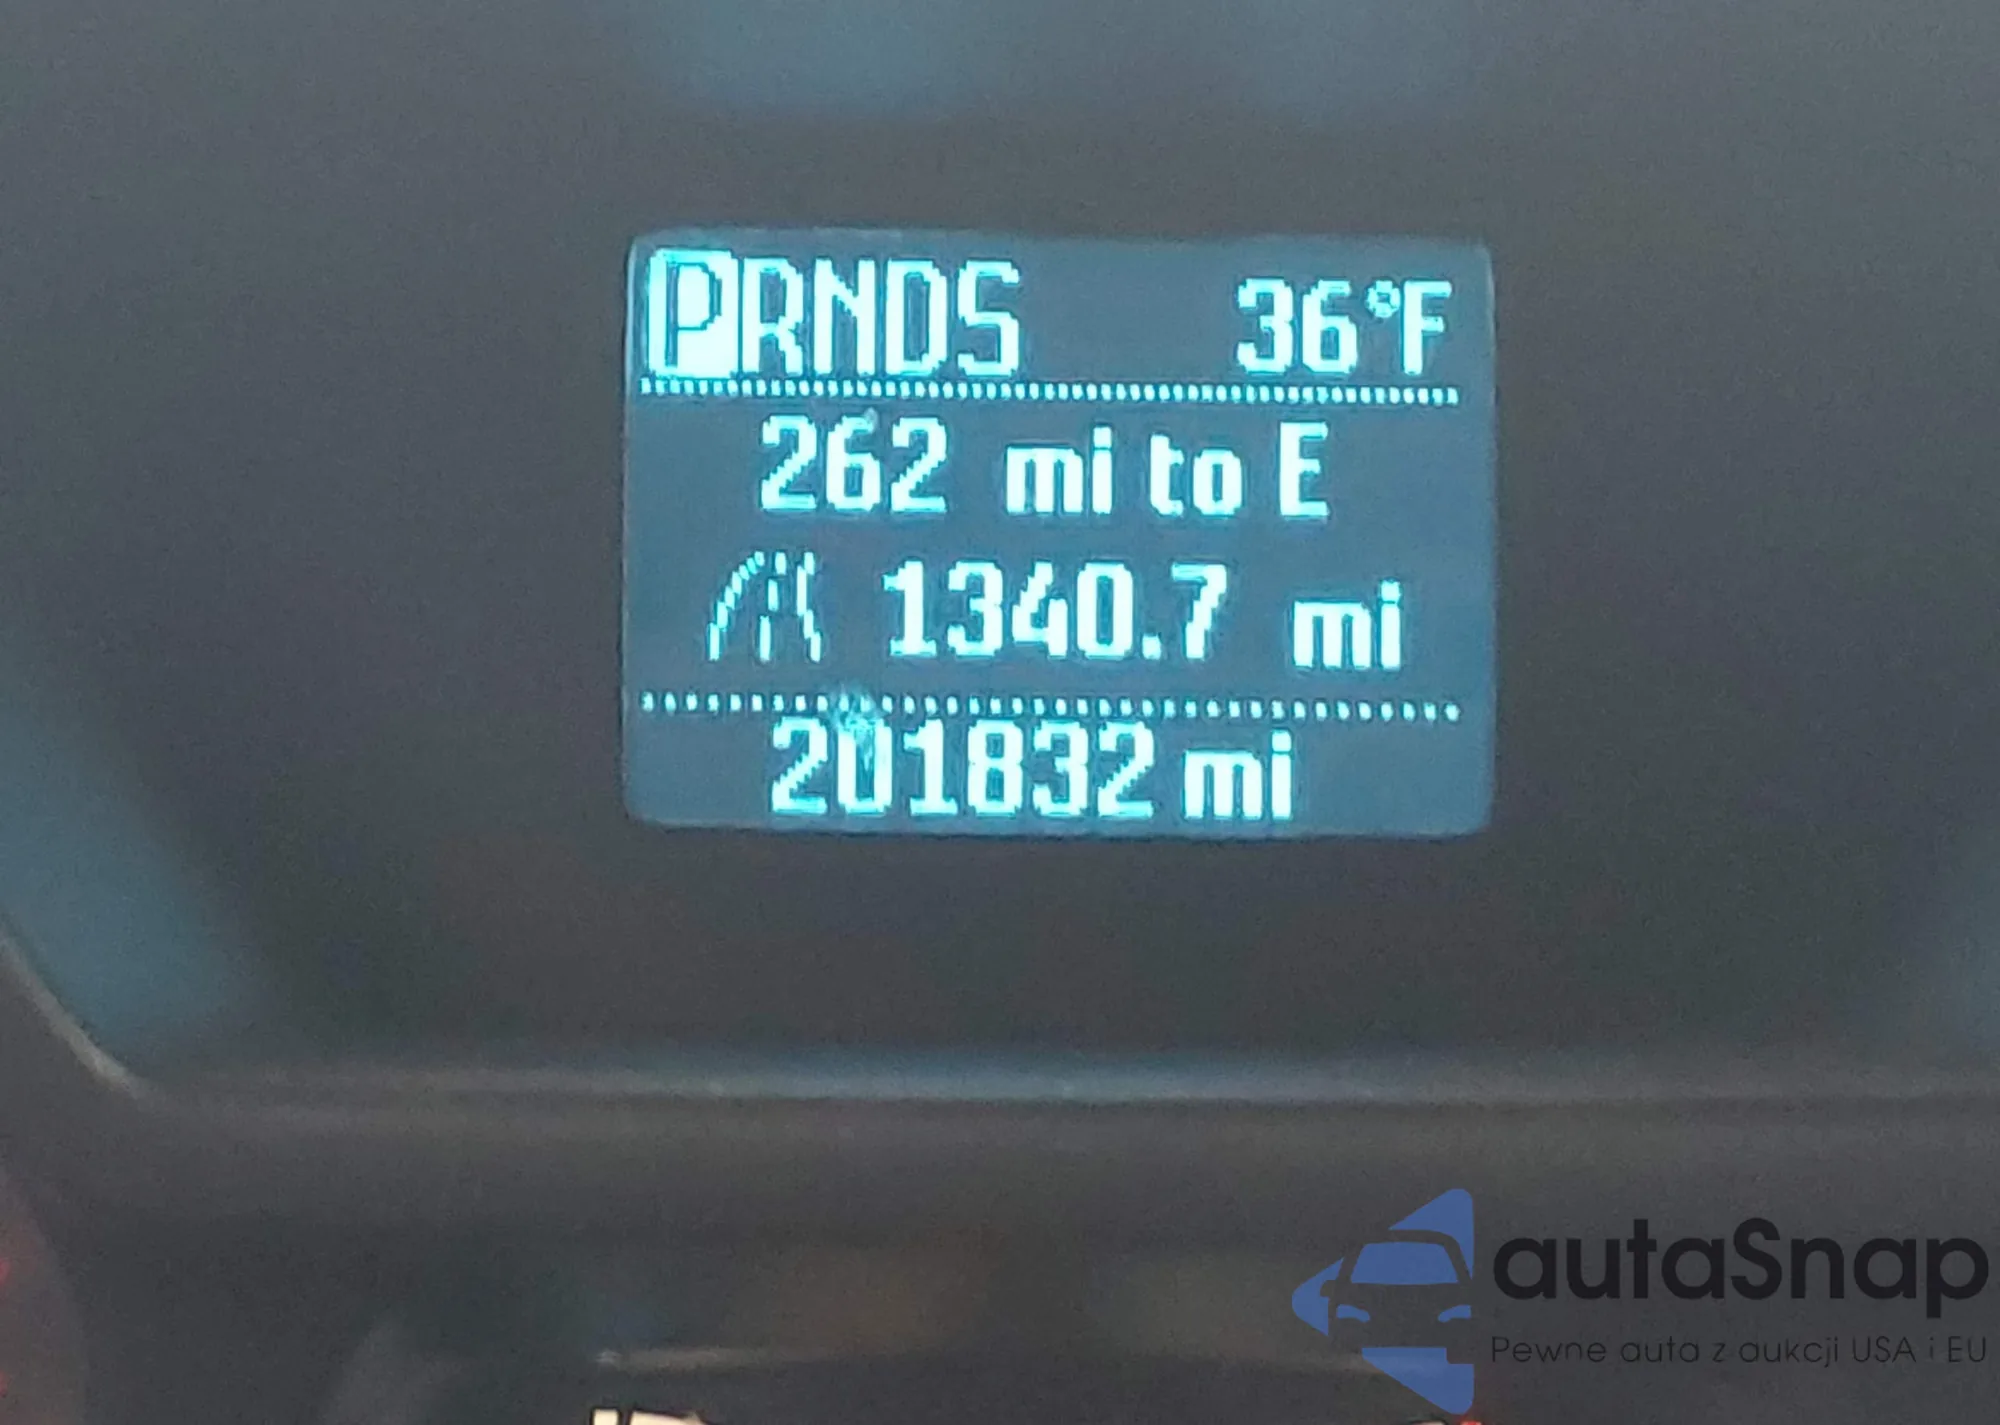 PRNDS 36°F
262 mi to E
1340.7 mi
201832 mi
autaSnap
Pewne auta z aukcji USA i EU